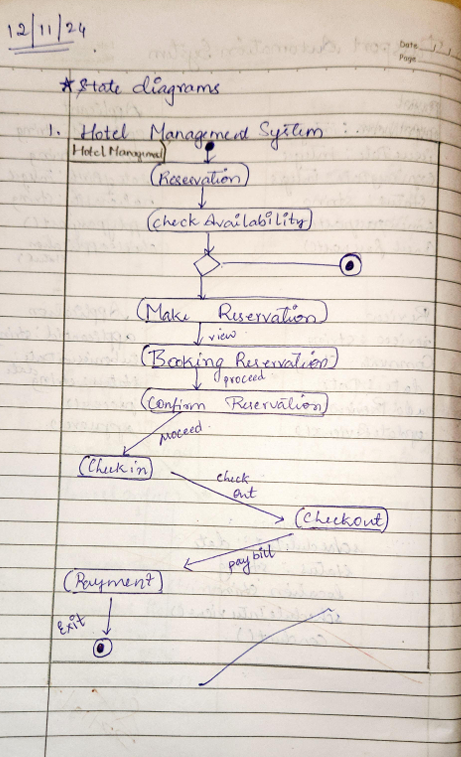 12/11/24
Date
Page
* State diagrams
1. Hotel Management System
Hotel Managment
Reservation
check Availability
Make Reservation
view
Booking Reservation
proceed
Confirm Reservation
proceed
Check in
check
out
Checkout
pay bill
Payment
Exit